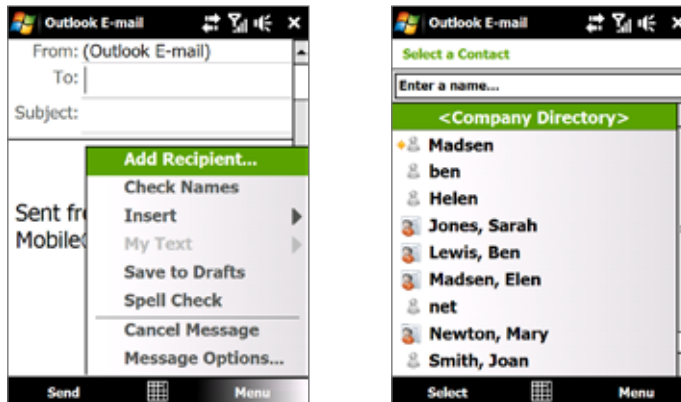 Outlook E-mail
From: (Outlook E-mail)
To:
Subject:
Add Recipient...
Check Names
Insert
My Text
Save to Drafts
Spell Check
Cancel Message
Message Options...
Sent fr
Mobile
Send
Menu
Outlook E-mail
Select a Contact
Enter a name...
<Company Directory>
Madsen
ben
Helen
Jones, Sarah
Lewis, Ben
Madsen, Elen
net
Newton, Mary
Smith, Joan
Select
Menu